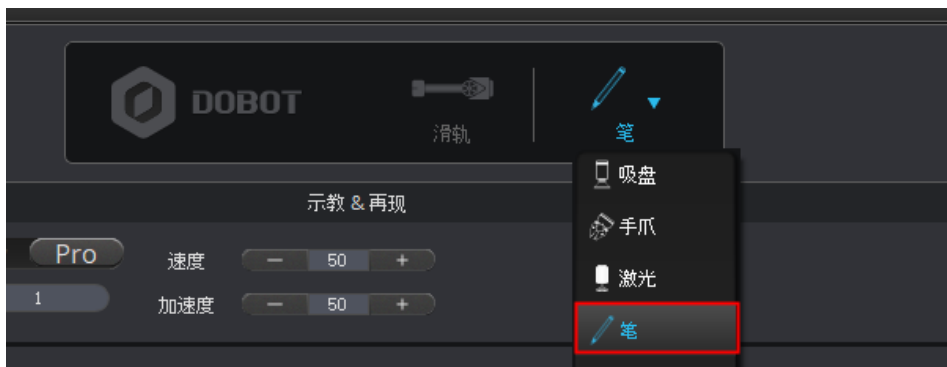 DOBOT
滑轨
笔
吸盘
手爪
激光
笔
示教 & 再现
Pro
速度 － 50 +
1
加速度 － 50 +